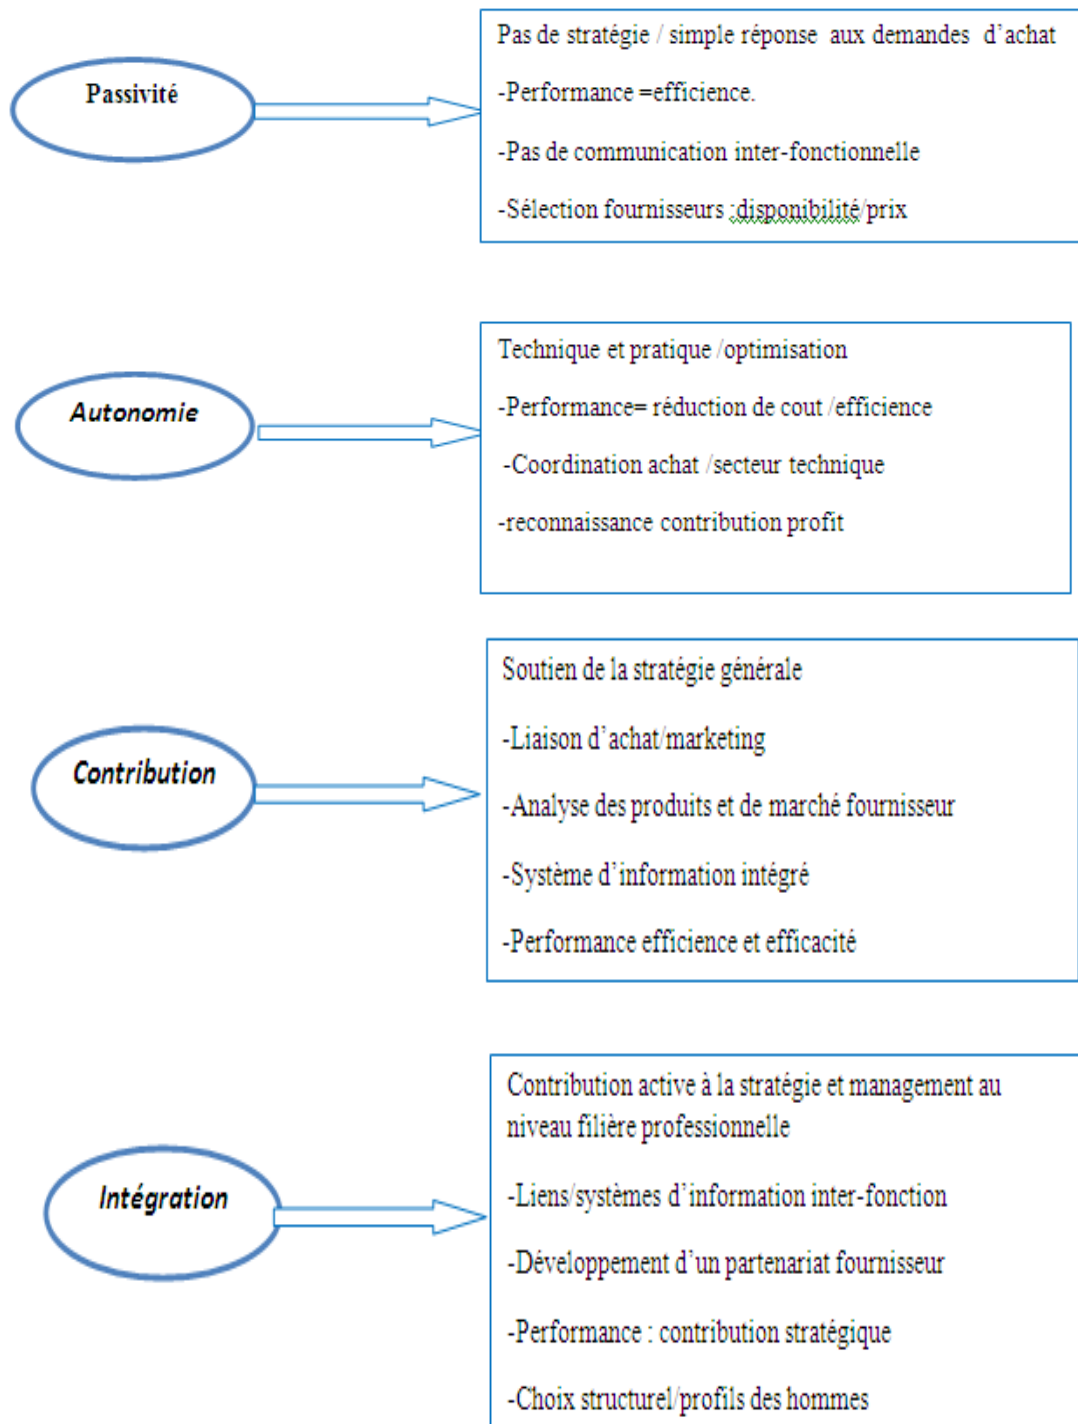 Passivité
Pas de stratégie / simple réponse aux demandes d'achat
-Performance =efficience.
-Pas de communication inter-fonctionnelle
-Sélection fournisseurs :disponibilité/prix
Autonomie
Technique et pratique /optimisation
-Performance= réduction de cout /efficience
-Coordination achat /secteur technique
-reconnaissance contribution profit
Contribution
Soutien de la stratégie générale
-Liaison d'achat/marketing
-Analyse des produits et de marché fournisseur
-Système d'information intégré
-Performance efficience et efficacité
Intégration
Contribution active à la stratégie et management au
niveau filière professionnelle
-Liens/systèmes d'information inter-fonction
-Développement d'un partenariat fournisseur
-Performance : contribution stratégique
-Choix structurel/profils des hommes